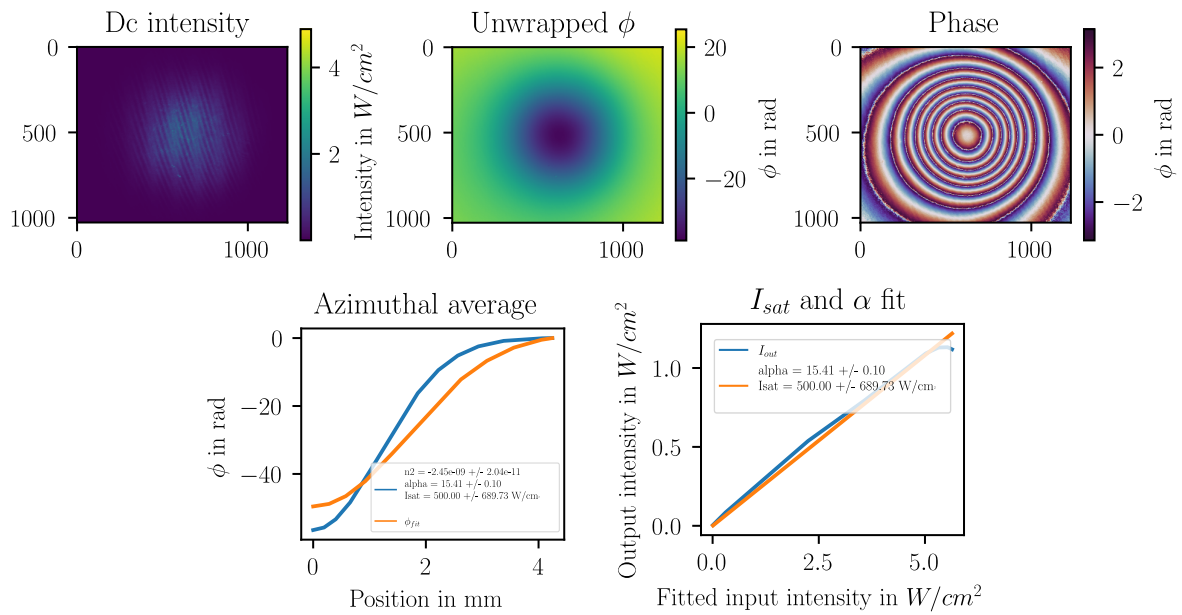 Dc intensity
Unwrapped ϕ
Phase
0
500
1000
0
1000
4
2
Intensity in W/cm²
0
500
1000
0
1000
20
0
−20
ϕ in rad
0
500
1000
0
1000
2
0
−2
ϕ in rad
Azimuthal average
0
−20
−40
ϕ in rad
n2 = -2.45e-09 +/- 2.04e-11
alpha = 15.41 +/- 0.10
Isat = 500.00 +/- 689.73 W/cm
ϕ_fit
0
2
4
Position in mm
I_sat and α fit
1.0
0.5
0.0
Output intensity in W/cm²
I_out
alpha = 15.41 +/- 0.10
Isat = 500.00 +/- 689.73 W/cm
0.0
2.5
5.0
Fitted input intensity in W/cm²